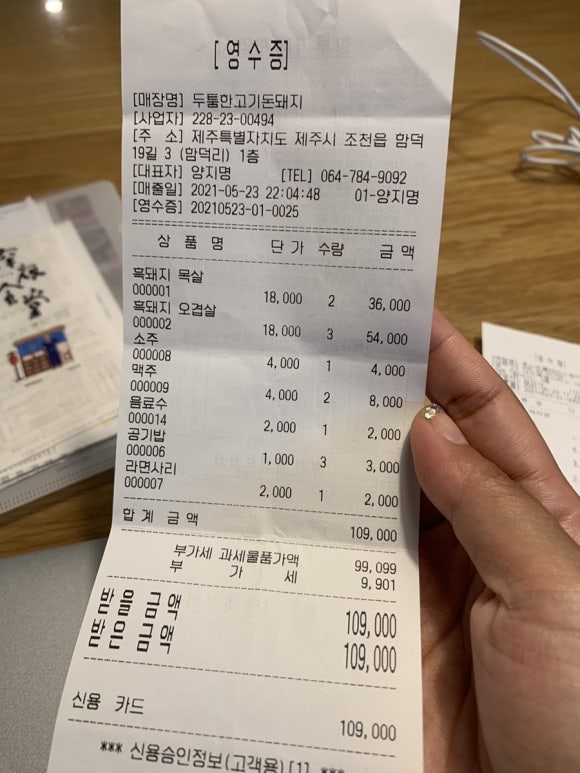 [ 영 수 증]
[매장명] 두툼한고기돈돼지
[사업자] 228-23-00494
[주 소] 제주특별자치도 제주시 조천읍 함덕
19길 3 (함덕리) 1층
[대표자] 양지명 [TEL] 064-784-9092
[매출일] 2021-05-23 22:04:48 01-양지명
[영수증] 20210523-01-0025
상 품 명 단 가 수량 금 액
흑돼지 목살
000001 18,000 2 36,000
흑돼지 오겹살
000002 18,000 3 54,000
소주
000008 4,000 1 4,000
맥주
000009 4,000 2 8,000
음료수
000014 2,000 1 2,000
공기밥
000006 1,000 3 3,000
라면사리
000007 2,000 1 2,000
합 계 금 액 109,000
부가세 과세물품가액 99,099
부 가 세 9,901
받을 금액 109,000
받은 금액 109,000
신용 카드 109,000
*** 신용승인정보(고객용)[1] ***